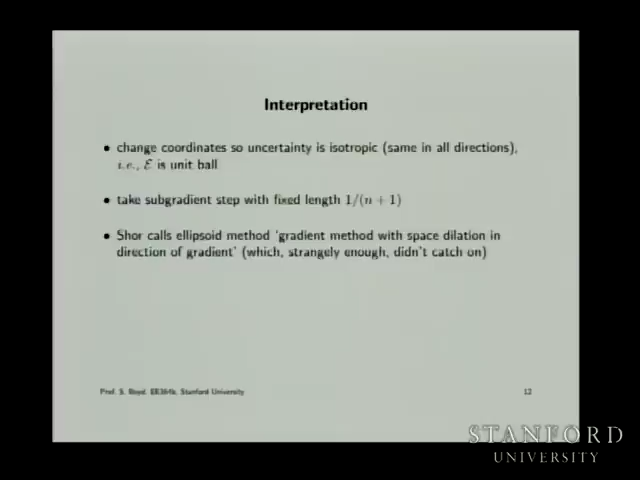 Interpretation
• change coordinates so uncertainty is isotropic (same in all directions),
i.e., ℰ is unit ball
• take subgradient step with fixed length 1/(n + 1)
• Shor calls ellipsoid method 'gradient method with space dilation in
direction of gradient' (which, strangely enough, didn't catch on)
Prof. S. Boyd, EE364b, Stanford University
12
STANFORD
UNIVERSITY